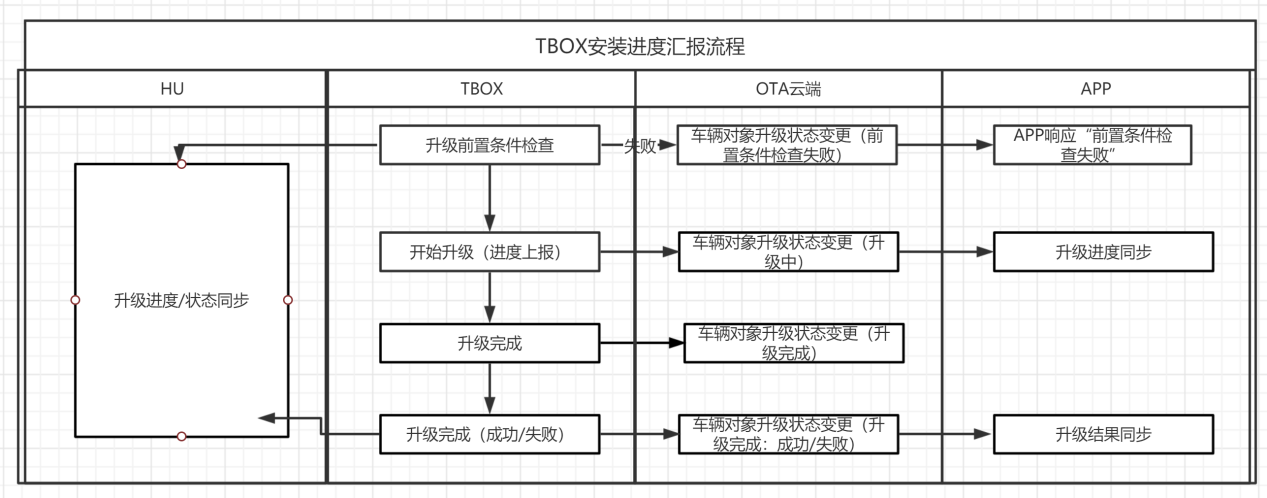 TBOX安装进度汇报流程
HU
TBOX
OTA云端
APP
升级前置条件检查
失败
车辆对象升级状态变更（前
置条件检查失败）
APP响应“前置条件检
查失败”
开始升级（进度上报）
车辆对象升级状态变更（升
级中）
升级进度同步
升级进度/状态同步
升级完成
车辆对象升级状态变更（升
级完成）
升级完成（成功/失败）
车辆对象升级状态变更（升
级完成：成功/失败）
升级结果同步